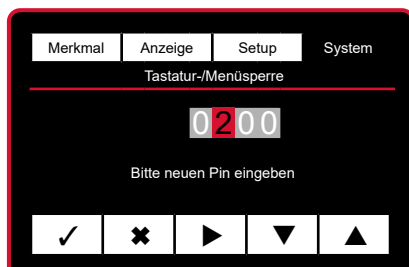 Merkmal Anzeige Setup System
Tastatur-/Menüsperre
0200
Bitte neuen Pin eingeben